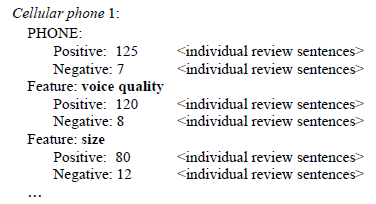 Cellular phone 1:
PHONE:
Positive: 125 <individual review sentences>
Negative: 7 <individual review sentences>
Feature: voice quality
Positive: 120 <individual review sentences>
Negative: 8 <individual review sentences>
Feature: size
Positive: 80 <individual review sentences>
Negative: 12 <individual review sentences>
…